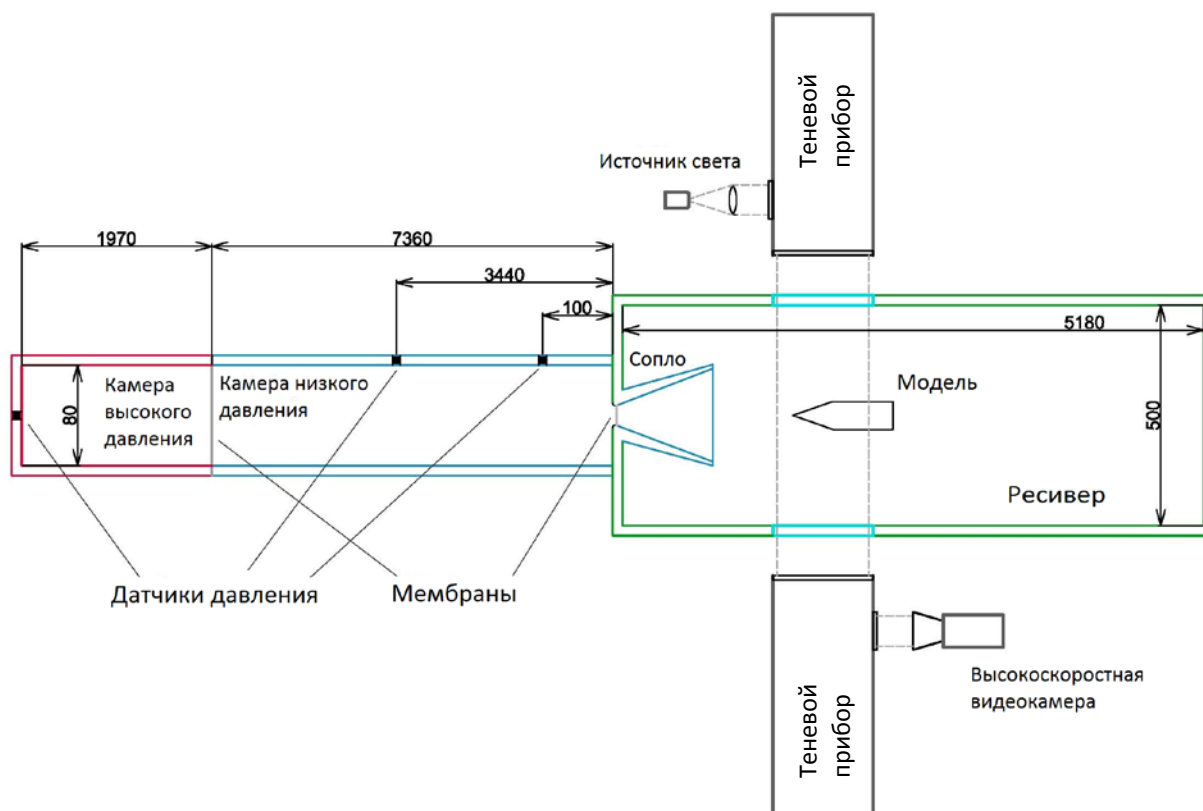 Теневой
прибор
Источник света
1970
7360
3440
100
5180
Сопло
Камера
высокого
давления
80
Камера низкого
давления
Модель
500
Ресивер
Датчики давления
Мембраны
Высокоскоростная
видеокамера
Теневой
прибор